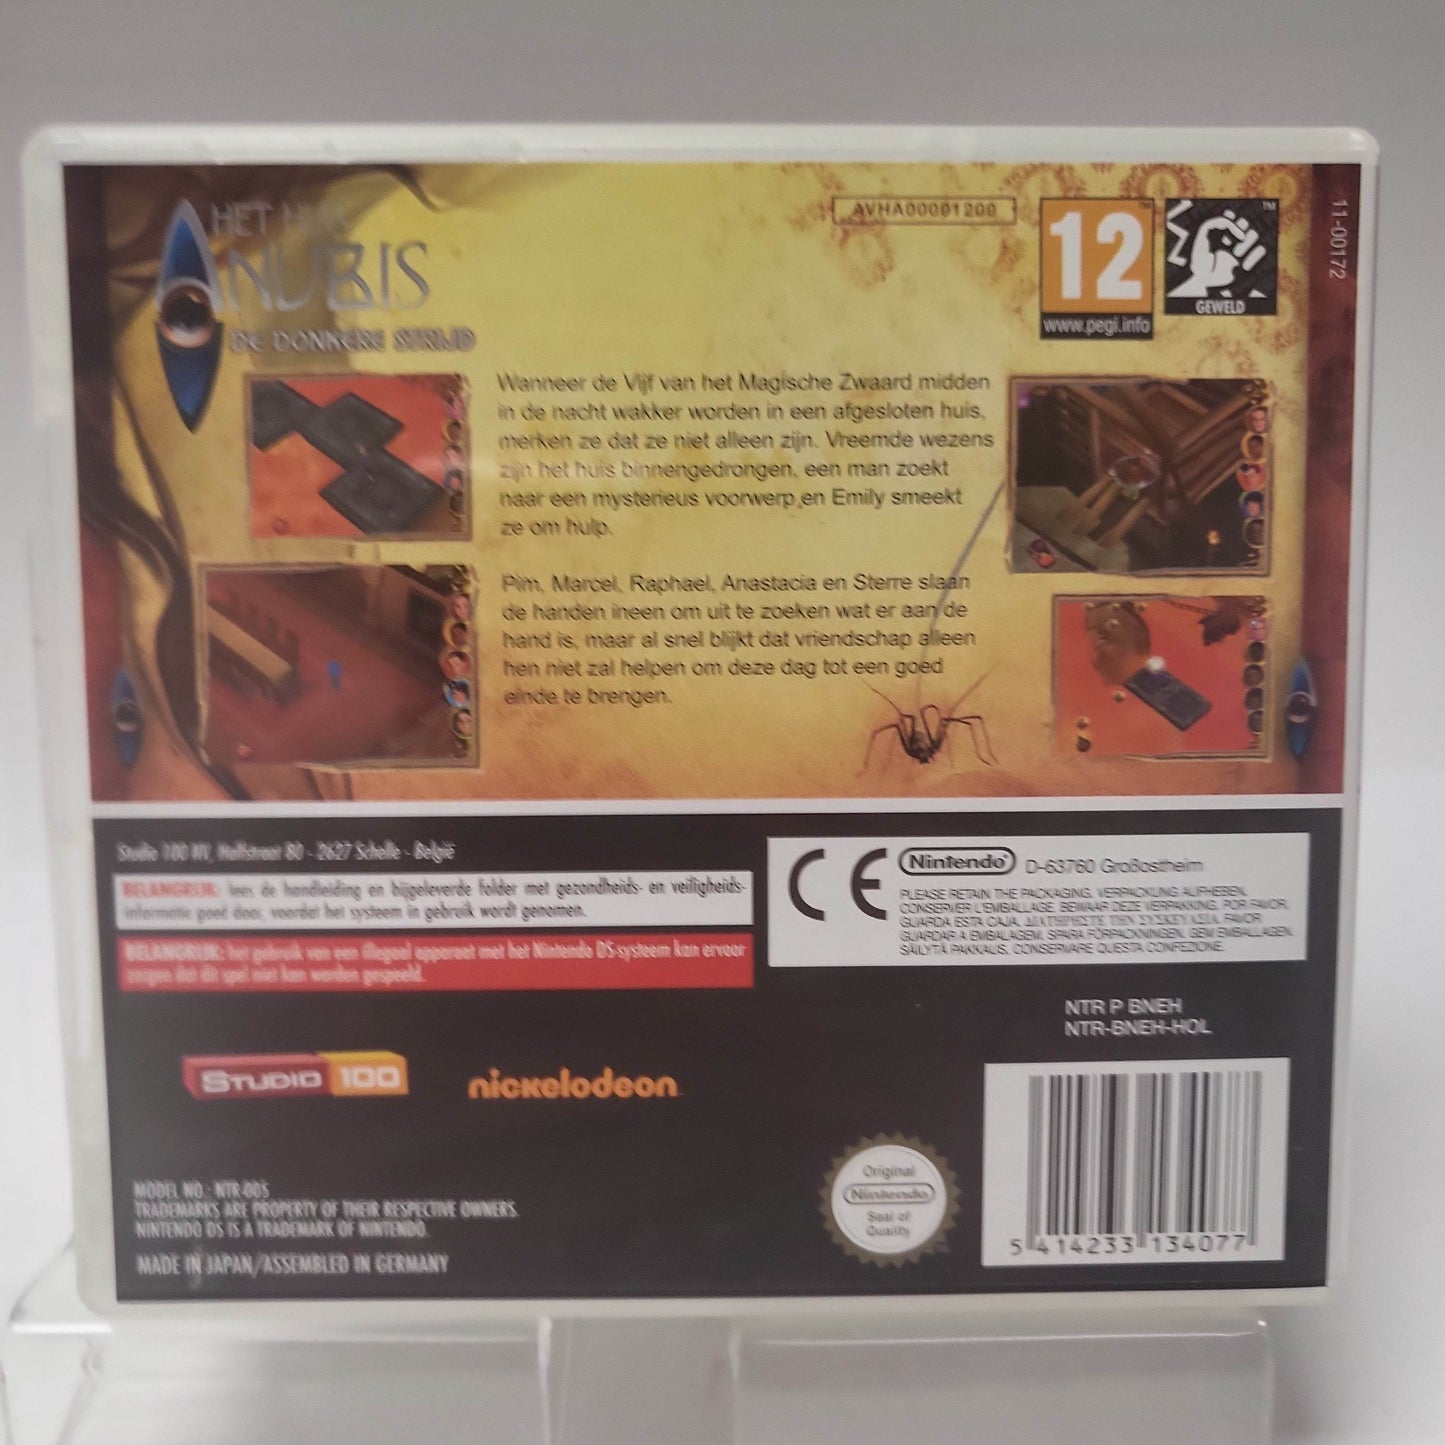 HET HUIS
ANUBIS
DE DONKERE STRIJD
AVHA00001200
12
www.pegi.info
GEWELD
11-00172
Wanneer de Vijf van het Magische Zwaard midden
in de nacht wakker worden in een afgesloten huis,
merken ze dat ze niet alleen zijn. Vreemde wezens
zijn het huis binnengedrongen, een man zoekt
naar een mysterieus voorwerp en Emily smeekt
ze om hulp.
Pim, Marcel, Raphael, Anastacia en Sterre slaan
de handen ineen om uit te zoeken wat er aan de
hand is, maar al snel blijkt dat vriendschap alleen
hen niet zal helpen om deze dag tot een goed
einde te brengen.
Studio 100 NV, Halfstraat 80 - 2627 Schelle - België
BELANGRIJK: lees de handleiding en bijgeleverde folder met gezondheids- en veiligheids-
informatie goed door, voordat het systeem in gebruik wordt genomen.
BELANGRIJK: het gebruik van een illegaal apparaat met het Nintendo DS-systeem kan ervoor
zorgen dat dit spel niet kan worden gespeeld.
CE
Nintendo® D-63760 Großostheim
PLEASE RETAIN THE PACKAGING. VERPACKUNG AUFHEBEN.
CONSERVER L'EMBALLAGE. BEWAAR DEZE VERPAKKING. POR FAVOR,
GUARDA ESTA CAJA. ΔΙΑΤΗΡΗΣΤΕ ΤΗΝ ΣΥΣΚΕΥΑΣΙΑ. FAVOR
GUARDAR A EMBALAGEM. SPARA FÖRPACKNINGEN. GEM EMBALLAGEN.
SÄILYTÄ PAKKAUS. CONSERVARE QUESTA CONFEZIONE.
NTR P BNEH
NTR-BNEH-HOL
STUDIO 100
nickelodeon
MODEL NO.: NTR-005
TRADEMARKS ARE PROPERTY OF THEIR RESPECTIVE OWNERS.
NINTENDO DS IS A TRADEMARK OF NINTENDO.
MADE IN JAPAN/ASSEMBLED IN GERMANY
Original
Nintendo
Seal of
Quality
5 414233 134077